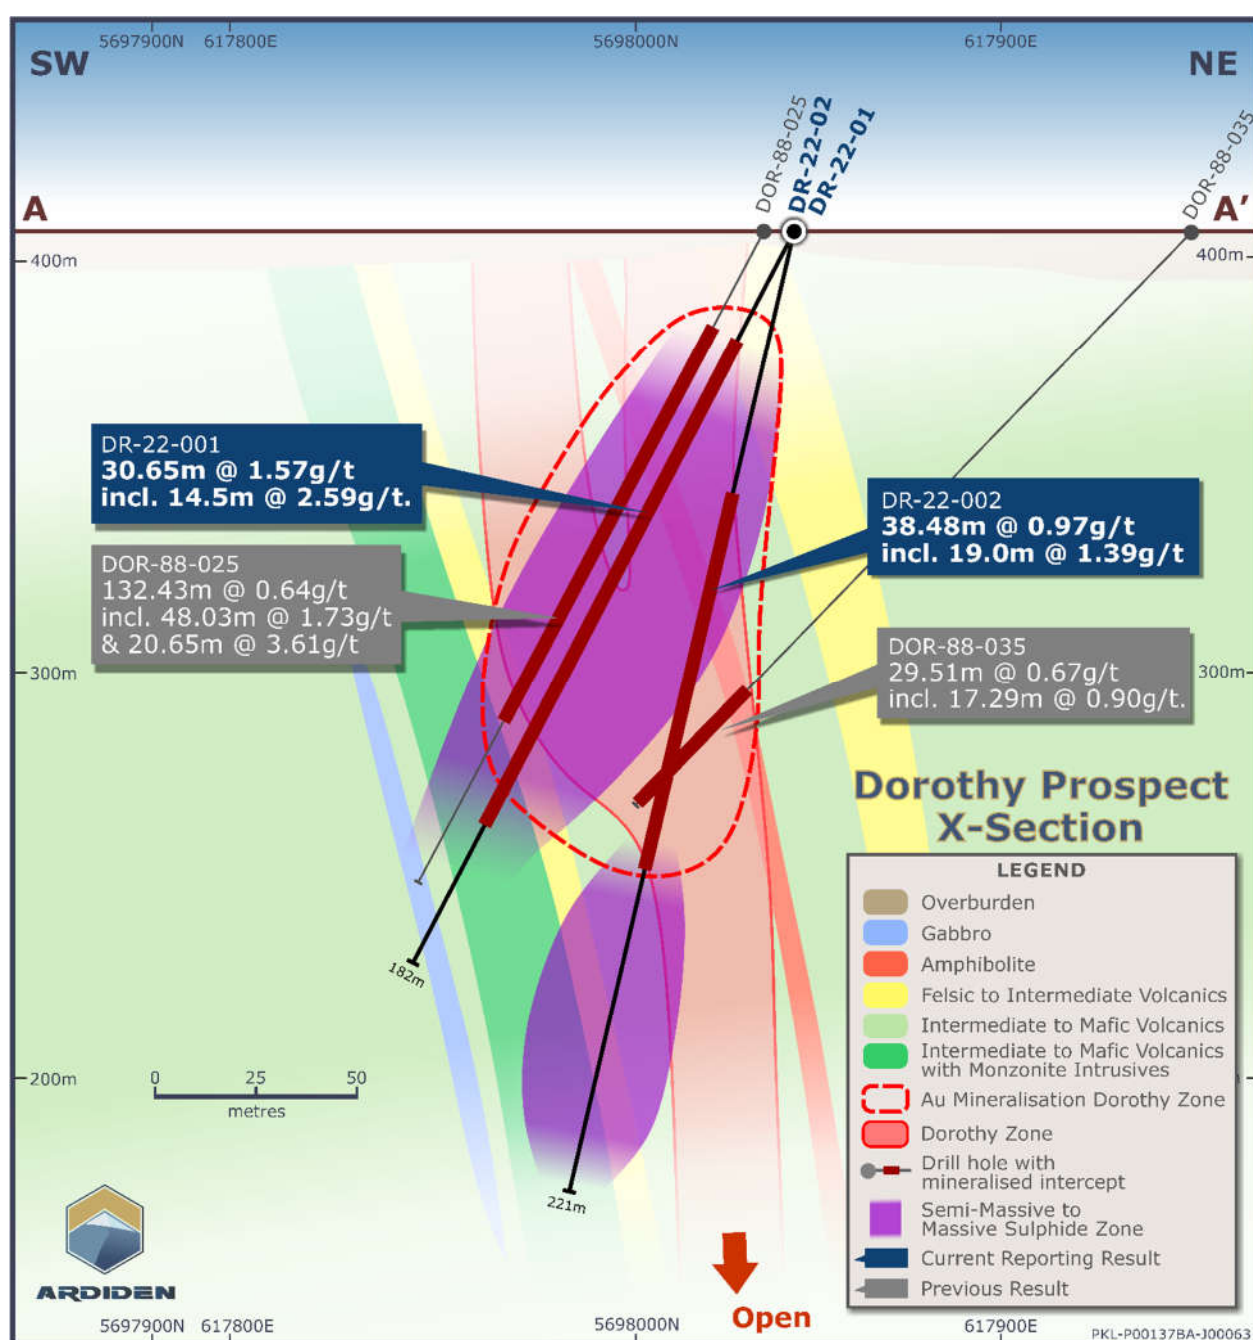 5697900N 617800E 5698000N 617900E
SW NE
DOR-88-025
DR-22-02
DR-22-01
DOR-88-035
A A'
400m 400m
DR-22-001
30.65m @ 1.57g/t
incl. 14.5m @ 2.59g/t.
DR-22-002
38.48m @ 0.97g/t
incl. 19.0m @ 1.39g/t
DOR-88-025
132.43m @ 0.64g/t
incl. 48.03m @ 1.73g/t
& 20.65m @ 3.61g/t
DOR-88-035
29.51m @ 0.67g/t
incl. 17.29m @ 0.90g/t.
300m 300m
Dorothy Prospect
X-Section
LEGEND
Overburden
Gabbro
Amphibolite
Felsic to Intermediate Volcanics
Intermediate to Mafic Volcanics
Intermediate to Mafic Volcanics
with Monzonite Intrusives
Au Mineralisation Dorothy Zone
Dorothy Zone
Drill hole with
mineralised intercept
Semi-Massive to
Massive Sulphide Zone
Current Reporting Result
Previous Result
182m
200m
0 25 50
metres
221m
ARDIDEN
Open
5697900N 617800E 5698000N 617900E
PKL-P00137BA-J00063